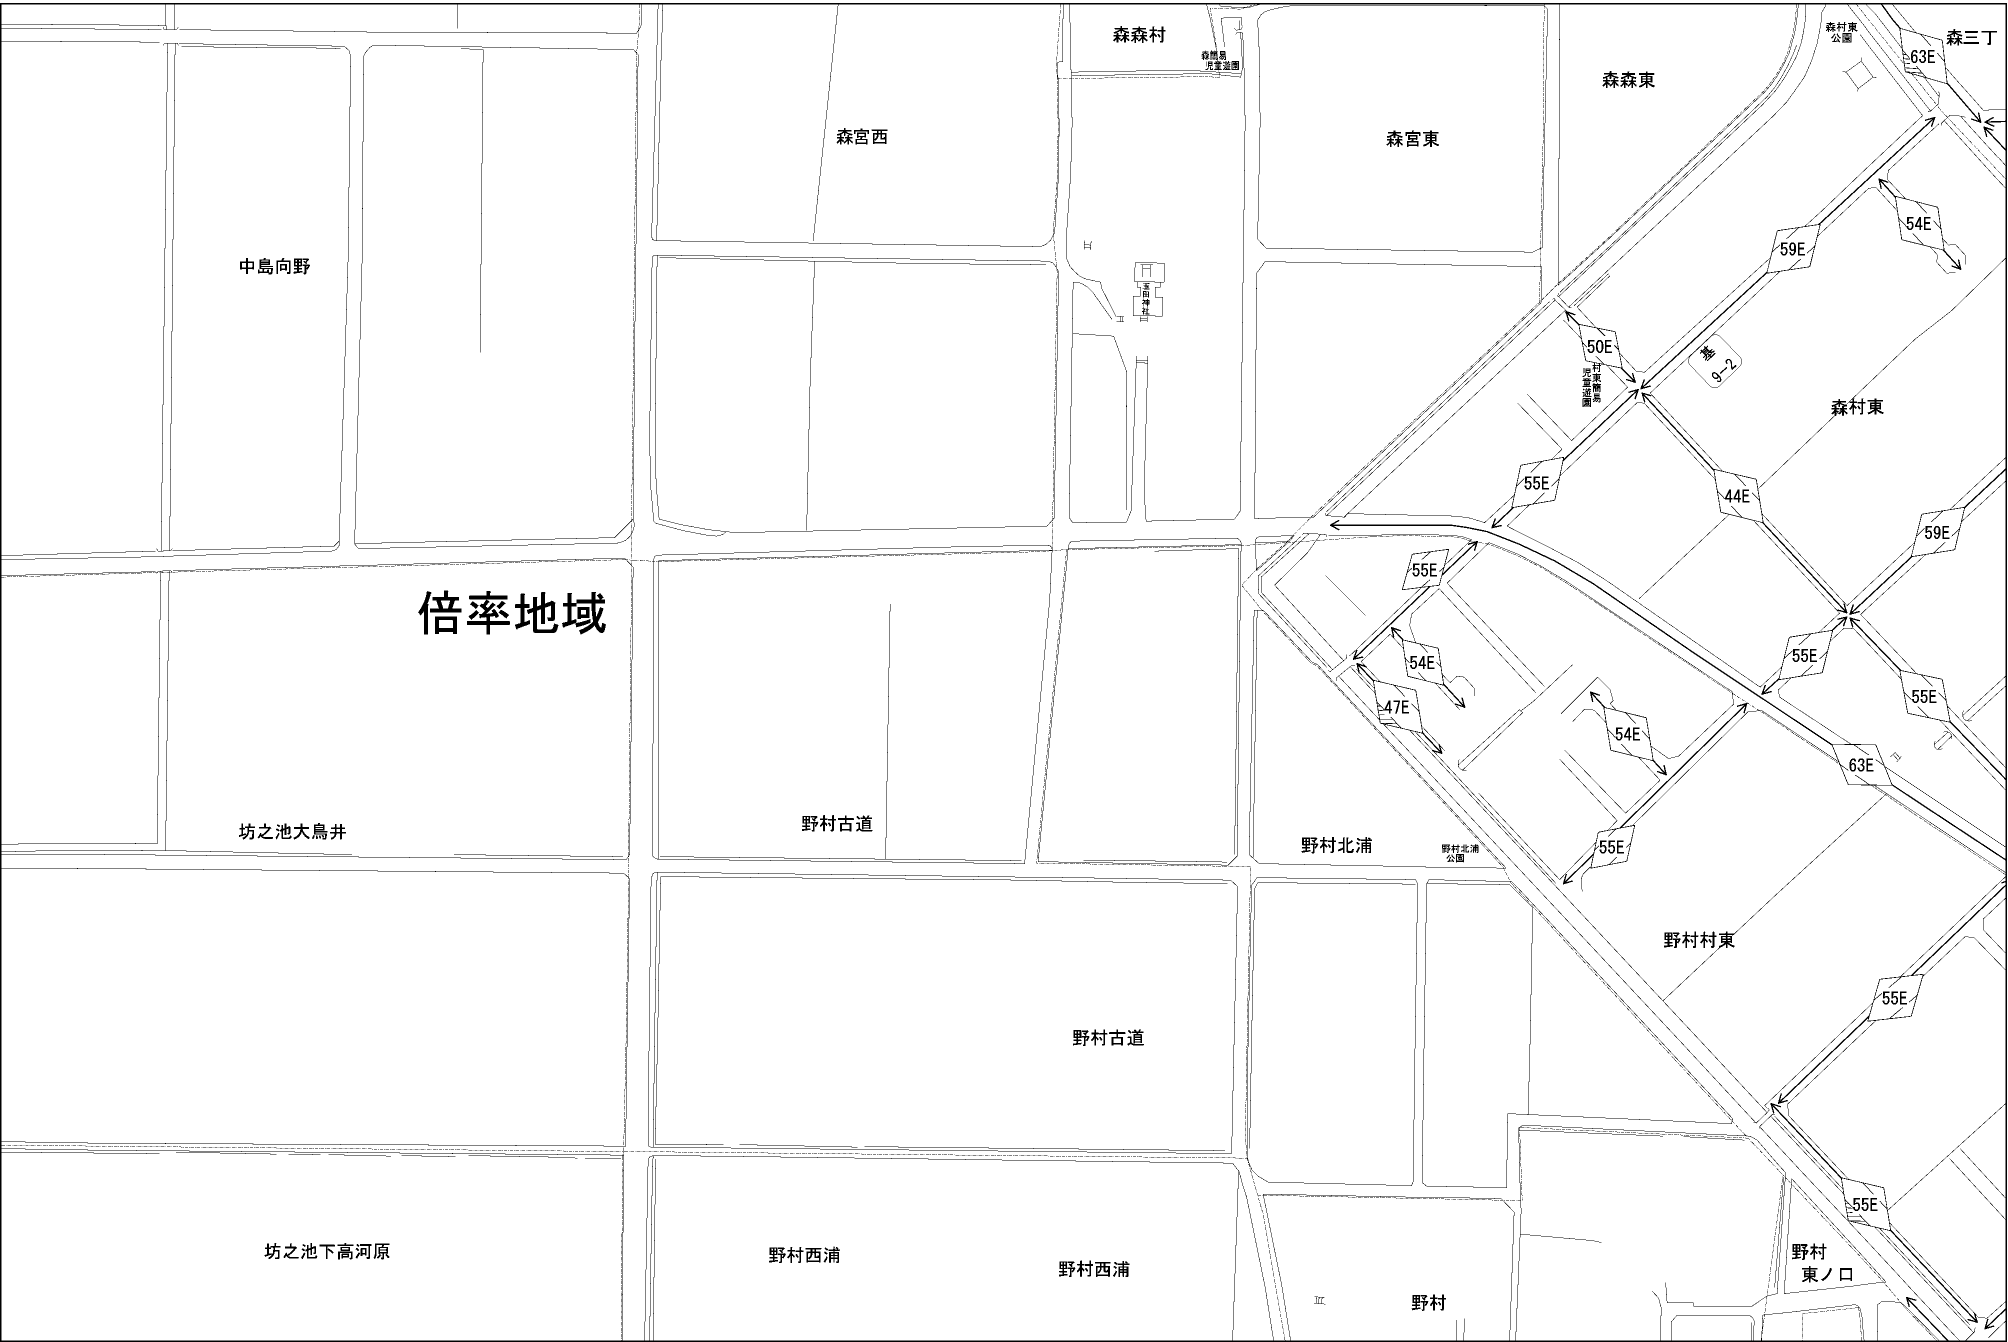 森森村
森簡易
児童遊園
森村東
公園
森三丁
63E
森森東
森宮西
森宮東
54E
59E
中島向野
玉田神社
50E
村東簡易
児童遊園
基
9-2
森村東
55E
44E
59E
55E
倍率地域
54E
55E
47E
55E
54E
63E
坊之池大鳥井
野村古道
野村北浦
野村北浦
公園
55E
野村村東
55E
野村古道
55E
坊之池下高河原
野村西浦
野村西浦
野村
野村
東ノ口